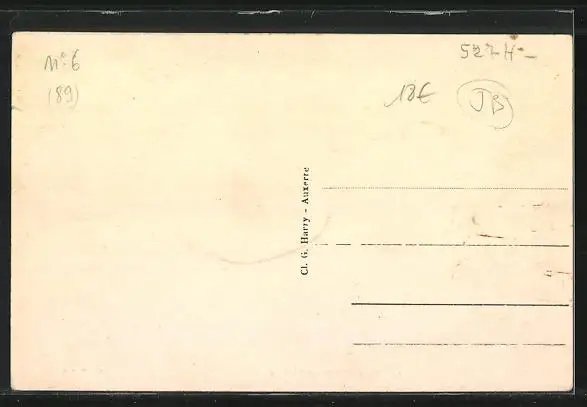 N° 6
(89)
527-H-
18€
JB
Cl. G. Harry - Auxerre